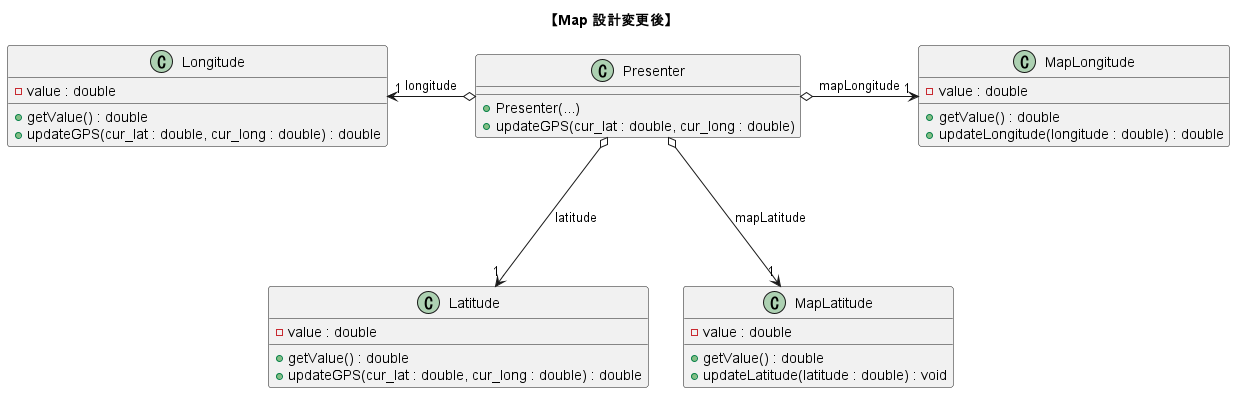 【Map 設計変更後】
C Longitude
value : double
getValue() : double
updateGPS(cur_lat : double, cur_long : double) : double
1 longitude
C Presenter
Presenter(...)
updateGPS(cur_lat : double, cur_long : double)
mapLongitude 1
C MapLongitude
value : double
getValue() : double
updateLongitude(longitude : double) : double
latitude
1
mapLatitude
1
C Latitude
value : double
getValue() : double
updateGPS(cur_lat : double, cur_long : double) : double
C MapLatitude
value : double
getValue() : double
updateLatitude(latitude : double) : void